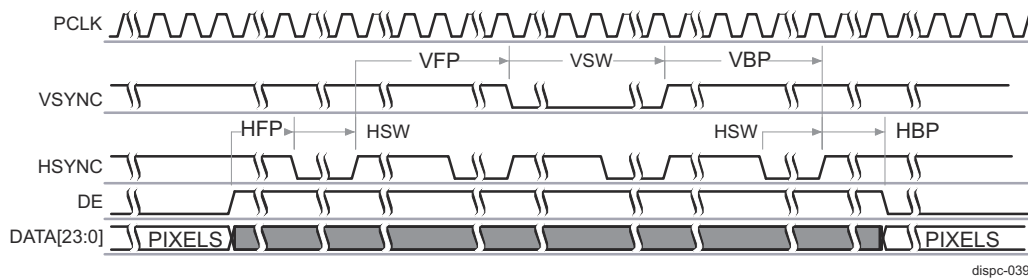 PCLK
VFP VSW VBP
VSYNC
HFP HSW HSW HBP
HSYNC
DE
DATA[23:0] PIXELS PIXELS
dispc-039